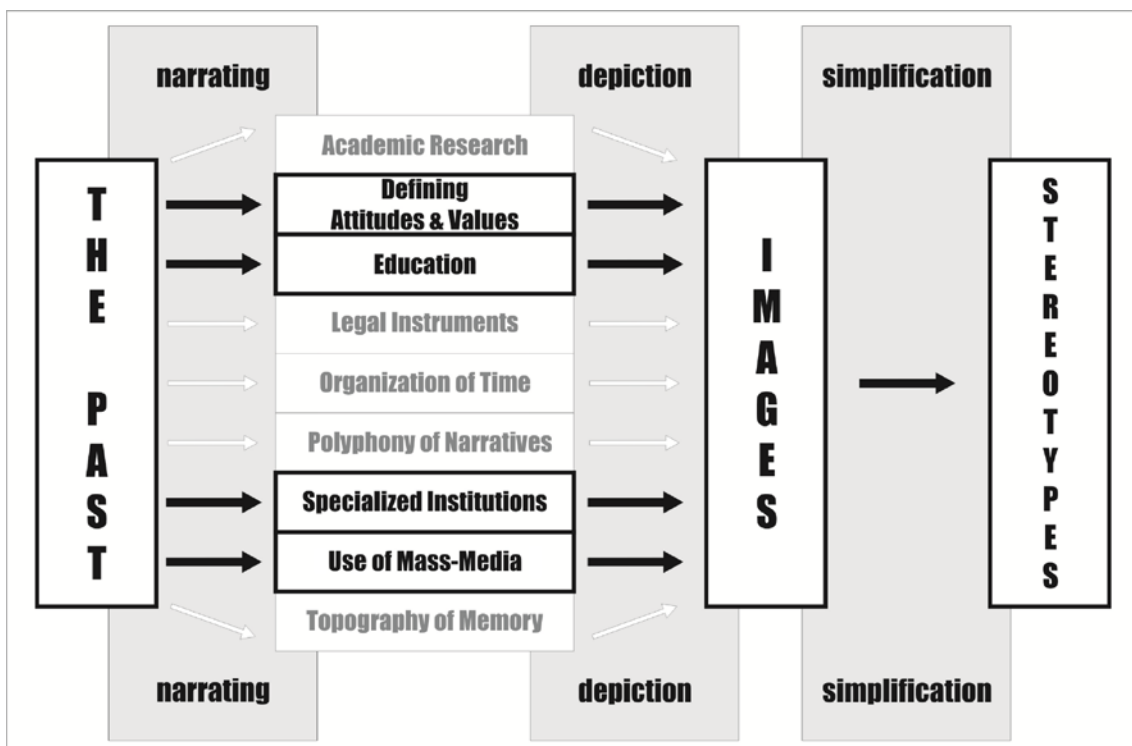 narrating
depiction
simplification
THE PAST
Academic Research
Defining
Attitudes & Values
Education
Legal Instruments
Organization of Time
Polyphony of Narratives
Specialized Institutions
Use of Mass-Media
Topography of Memory
IMAGES
STEREOTYPES
narrating
depiction
simplification